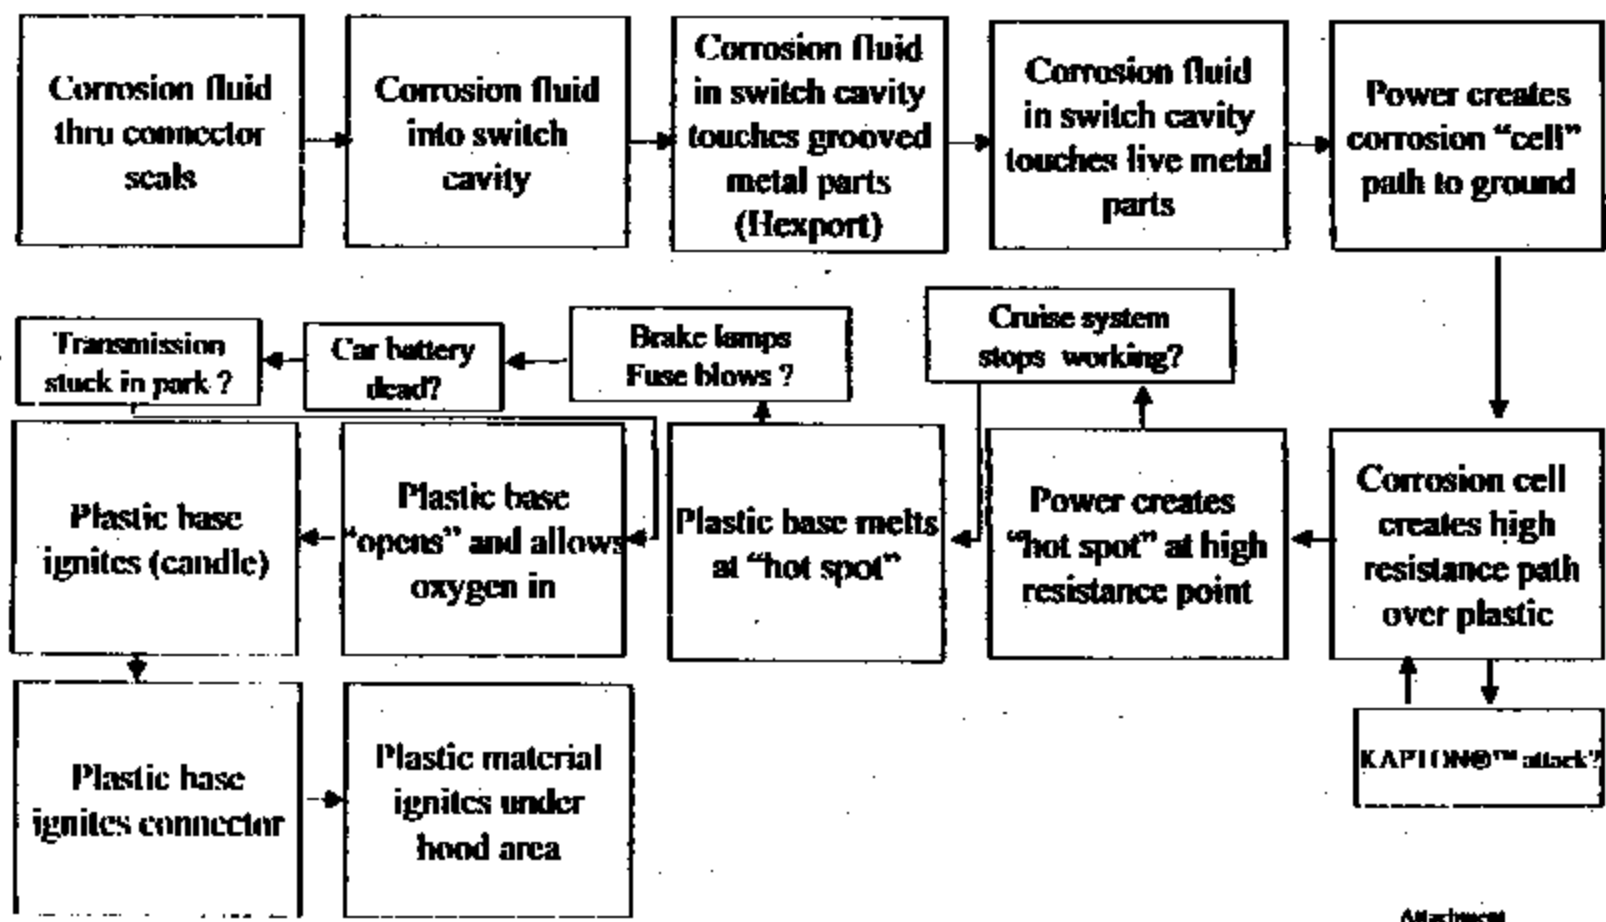 Corrosion fluid
thru connector
seals
Corrosion fluid
into switch
cavity
Corrosion fluid
in switch cavity
touches grooved
metal parts
(Hexport)
Corrosion fluid
in switch cavity
touches live metal
parts
Power creates
corrosion “cell”
path to ground
Transmission
stuck in park ?
Car battery
dead?
Brake lamps
Fuse blows ?
Cruise system
stops working?
Plastic base
ignites (candle)
Plastic base
“opens” and allows
oxygen in
Plastic base melts
at “hot spot”
Power creates
“hot spot” at high
resistance point
Corrosion cell
creates high
resistance path
over plastic
Plastic base
ignites connector
Plastic material
ignites under
hood area
KAPTON®™ attack?
Attachment